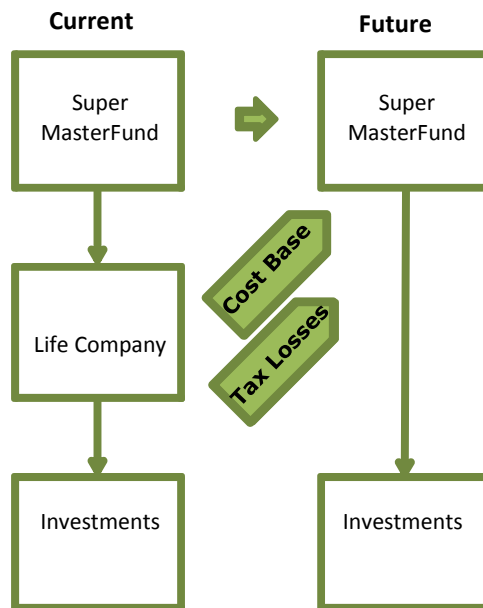 Current
Future
Super
MasterFund
Super
MasterFund
Cost Base
Tax Losses
Life Company
Investments
Investments